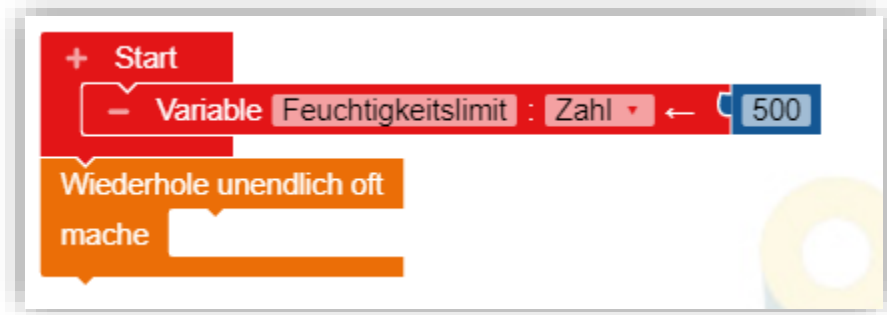 + Start
− Variable Feuchtigkeitslimit : Zahl ← 500
Wiederhole unendlich oft
mache